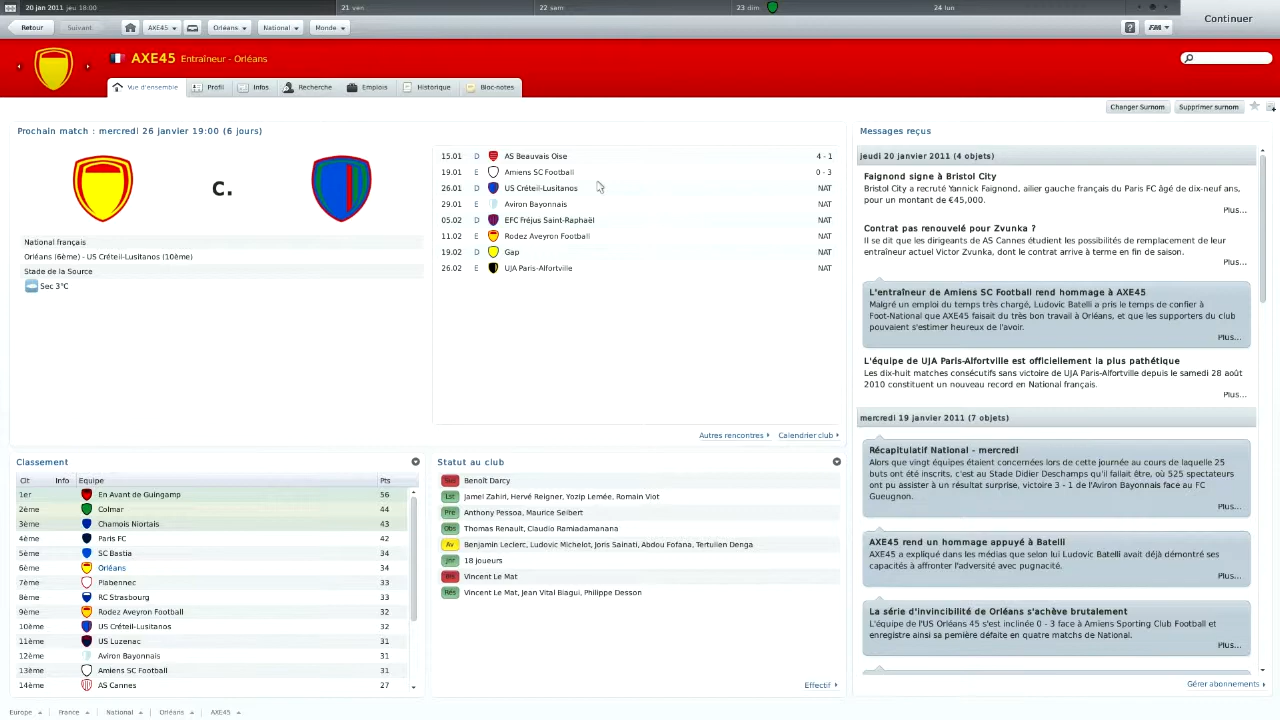 20 jan 2011 jeu 18:00
21 ven
22 sam
23 dim
24 lun
Retour
Suivant
AXE45
Orléans
National
Monde
?
FM
Continuer
AXE45 Entraîneur - Orléans
Vue d'ensemble
Profil
Infos
Recherche
Emplois
Historique
Bloc-notes
Changer Surnom
Supprimer surnom
Prochain match : mercredi 26 janvier 19:00 (6 jours)
c.
National français
Orléans (6ème) - US Créteil-Lusitanos (10ème)
Stade de la Source
Sec 3°C
15.01 D AS Beauvais Oise 4 - 1
19.01 E Amiens SC Football 0 - 3
26.01 D US Créteil-Lusitanos NAT
29.01 E Aviron Bayonnais NAT
05.02 D EFC Fréjus Saint-Raphaël NAT
11.02 E Rodez Aveyron Football NAT
19.02 D Gap NAT
26.02 E UJA Paris-Alfortville NAT
Autres rencontres
Calendrier club
Messages reçus
jeudi 20 janvier 2011 (4 objets)
Faignond signe à Bristol City
Bristol City a recruté Yannick Faignond, ailier gauche français du Paris FC âgé de dix-neuf ans,
pour un montant de €45,000.
Plus...
Contrat pas renouvelé pour Zvunka ?
Il se dit que les dirigeants de AS Cannes étudient les possibilités de remplacement de leur
entraîneur actuel Victor Zvunka, dont le contrat arrive à terme en fin de saison.
Plus...
L'entraîneur de Amiens SC Football rend hommage à AXE45
Malgré un emploi du temps très chargé, Ludovic Batelli a pris le temps de confier à
Foot-National que AXE45 faisait du très bon travail à Orléans, et que les supporters du club
pouvaient s'estimer heureux de l'avoir.
Plus...
L'équipe de UJA Paris-Alfortville est officiellement la plus pathétique
Les dix-huit matches consécutifs sans victoire de UJA Paris-Alfortville depuis le samedi 28 août
2010 constituent un nouveau record en National français.
Plus...
mercredi 19 janvier 2011 (7 objets)
Récapitulatif National - mercredi
Alors que vingt équipes étaient concernées lors de cette journée au cours de laquelle 25
buts ont été inscrits, c'est au Stade Didier Deschamps qu'il fallait être, où 525 spectateurs
ont pu assister à un résultat surprise, victoire 3 - 1 de l'Aviron Bayonnais face au FC
Gueugnon.
Plus...
AXE45 rend un hommage appuyé à Batelli
AXE45 a expliqué dans les médias que selon lui Ludovic Batelli avait déjà démontré ses
capacités à affronter l'adversité avec pugnacité.
Plus...
La série d'invincibilité de Orléans s'achève brutalement
L'équipe de l'US Orléans 45 s'est inclinée 0 - 3 face à Amiens Sporting Club Football et
enregistre ainsi sa pemière défaite en quatre matchs de National.
Plus...
Gérer abonnements
Classement
Clt Info Equipe Pts
1er En Avant de Guingamp 56
2ème Colmar 44
3ème Chamois Niortais 43
4ème Paris FC 42
5ème SC Bastia 34
6ème Orléans 34
7ème Plabennec 33
8ème RC Strasbourg 33
9ème Rodez Aveyron Football 32
10ème US Créteil-Lusitanos 32
11ème US Luzenac 31
12ème Aviron Bayonnais 31
13ème Amiens SC Football 31
14ème AS Cannes 27
Statut au club
Sus Benoît Darcy
Lst Jamel Zahiri, Hervé Reigner, Yozip Lemée, Romain Viot
Pre Anthony Pessoa, Maurice Seibert
Obs Thomas Renault, Claudio Ramiadamanana
Av Benjamin Leclerc, Ludovic Michelot, Joris Sainati, Abdou Fofana, Tertulien Denga
Jnr 18 joueurs
Vincent Le Mat
Rés Vincent Le Mat, Jean Vital Blagui, Philippe Desson
Effectif
Europe
France
National
Orléans
AXE45